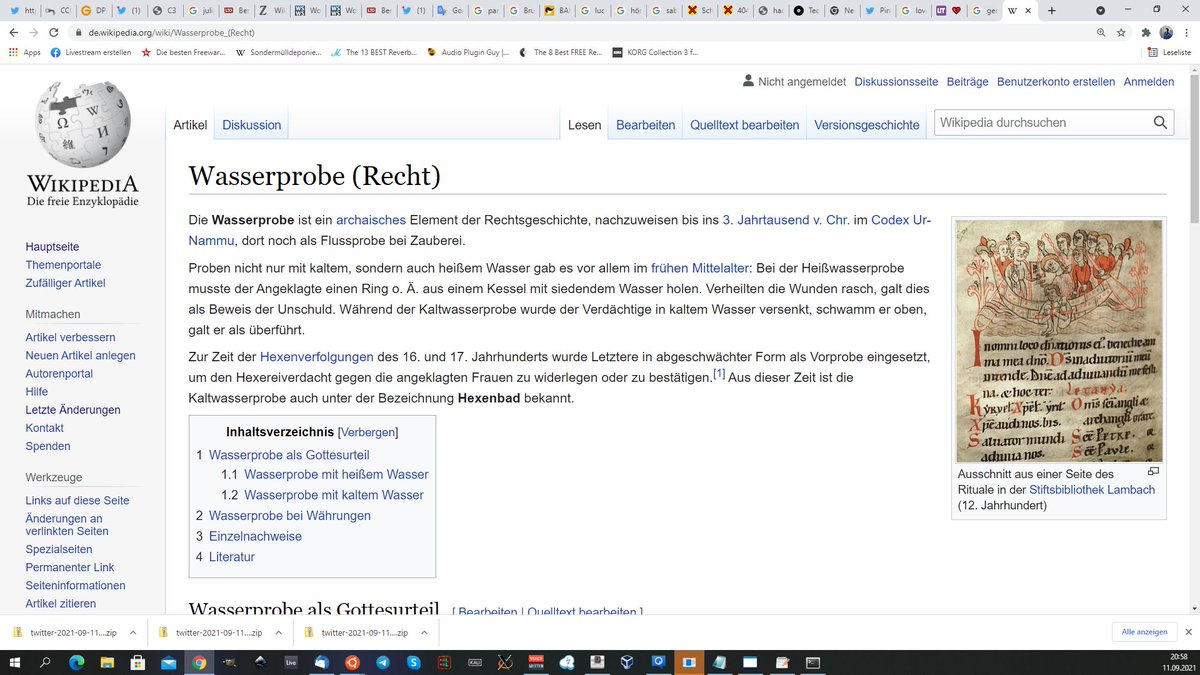 de.wikipedia.org/wiki/Wasserprobe_(Recht)
Apps Livestream erstellen Die besten Freewar... Sondermülldeponie... The 13 BEST Reverb... Audio Plugin Guy |... The 8 Best FREE Re... KORG Collection 3 f... Leseliste
Nicht angemeldet Diskussionsseite Beiträge Benutzerkonto erstellen Anmelden
Artikel Diskussion Lesen Bearbeiten Quelltext bearbeiten Versionsgeschichte Wikipedia durchsuchen
WIKIPEDIA
Die freie Enzyklopädie
Hauptseite
Themenportale
Zufälliger Artikel
Mitmachen
Artikel verbessern
Neuen Artikel anlegen
Autorenportal
Hilfe
Letzte Änderungen
Kontakt
Spenden
Werkzeuge
Links auf diese Seite
Änderungen an
verlinkten Seiten
Spezialseiten
Permanenter Link
Seiteninformationen
Artikel zitieren
Wasserprobe (Recht)
Die Wasserprobe ist ein archaisches Element der Rechtsgeschichte, nachzuweisen bis ins 3. Jahrtausend v. Chr. im Codex Ur-
Nammu, dort noch als Flussprobe bei Zauberei.
Proben nicht nur mit kaltem, sondern auch heißem Wasser gab es vor allem im frühen Mittelalter: Bei der Heißwasserprobe
musste der Angeklagte einen Ring o. Ä. aus einem Kessel mit siedendem Wasser holen. Verheilten die Wunden rasch, galt dies
als Beweis der Unschuld. Während der Kaltwasserprobe wurde der Verdächtige in kaltem Wasser versenkt, schwamm er oben,
galt er als überführt.
Zur Zeit der Hexenverfolgungen des 16. und 17. Jahrhunderts wurde Letztere in abgeschwächter Form als Vorprobe eingesetzt,
um den Hexereiverdacht gegen die angeklagten Frauen zu widerlegen oder zu bestätigen.[1] Aus dieser Zeit ist die
Kaltwasserprobe auch unter der Bezeichnung Hexenbad bekannt.
Inhaltsverzeichnis [Verbergen]
1 Wasserprobe als Gottesurteil
1.1 Wasserprobe mit heißem Wasser
1.2 Wasserprobe mit kaltem Wasser
2 Wasserprobe bei Währungen
3 Einzelnachweise
4 Literatur
Wasserprobe als Gottesurteil [ Bearbeiten | Quelltext bearbeiten ]
Ausschnitt aus einer Seite des
Rituale in der Stiftsbibliothek Lambach
(12. Jahrhundert)
twitter-2021-09-11....zip twitter-2021-09-11....zip twitter-2021-09-11....zip Alle anzeigen
20:58
11.09.2021